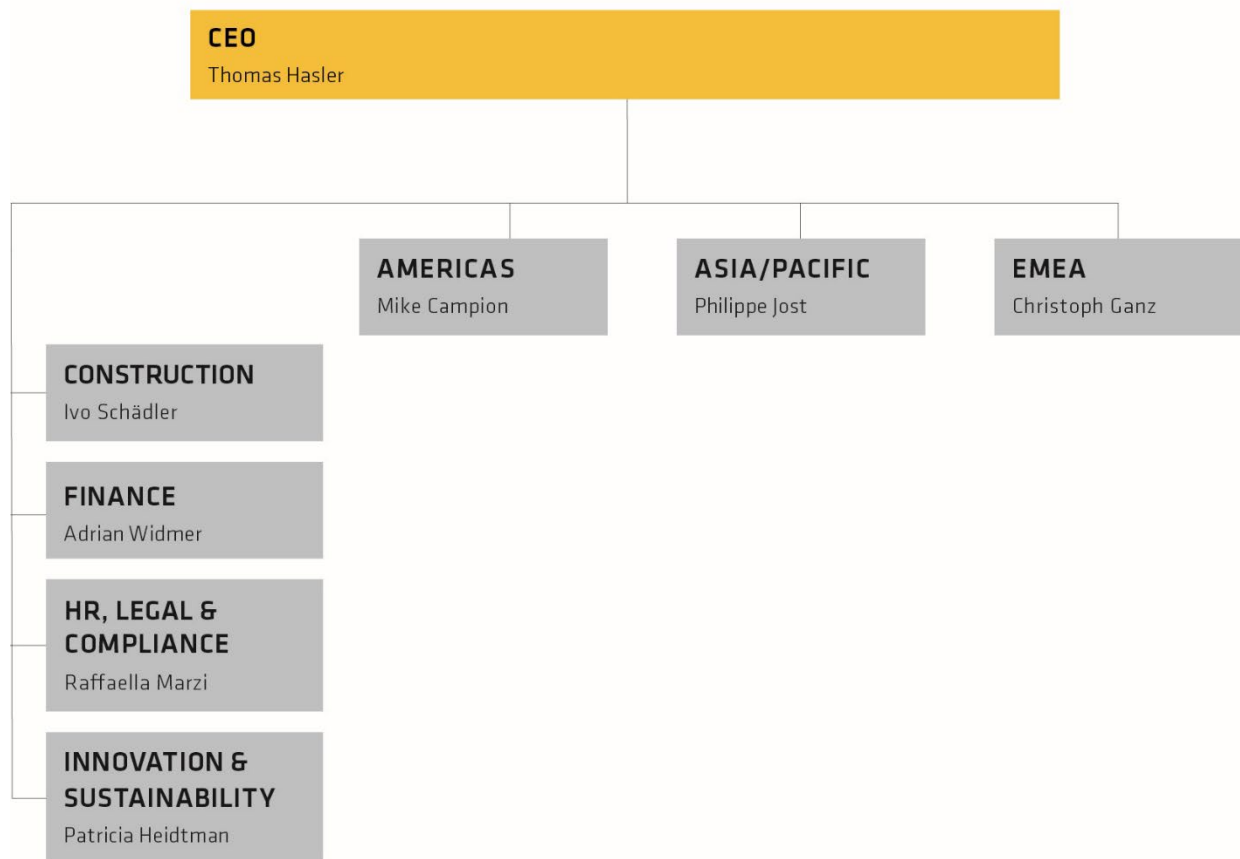 CEO
Thomas Hasler
AMERICAS
Mike Campion
ASIA/PACIFIC
Philippe Jost
EMEA
Christoph Ganz
CONSTRUCTION
Ivo Schädler
FINANCE
Adrian Widmer
HR, LEGAL &
COMPLIANCE
Raffaella Marzi
INNOVATION &
SUSTAINABILITY
Patricia Heidtman